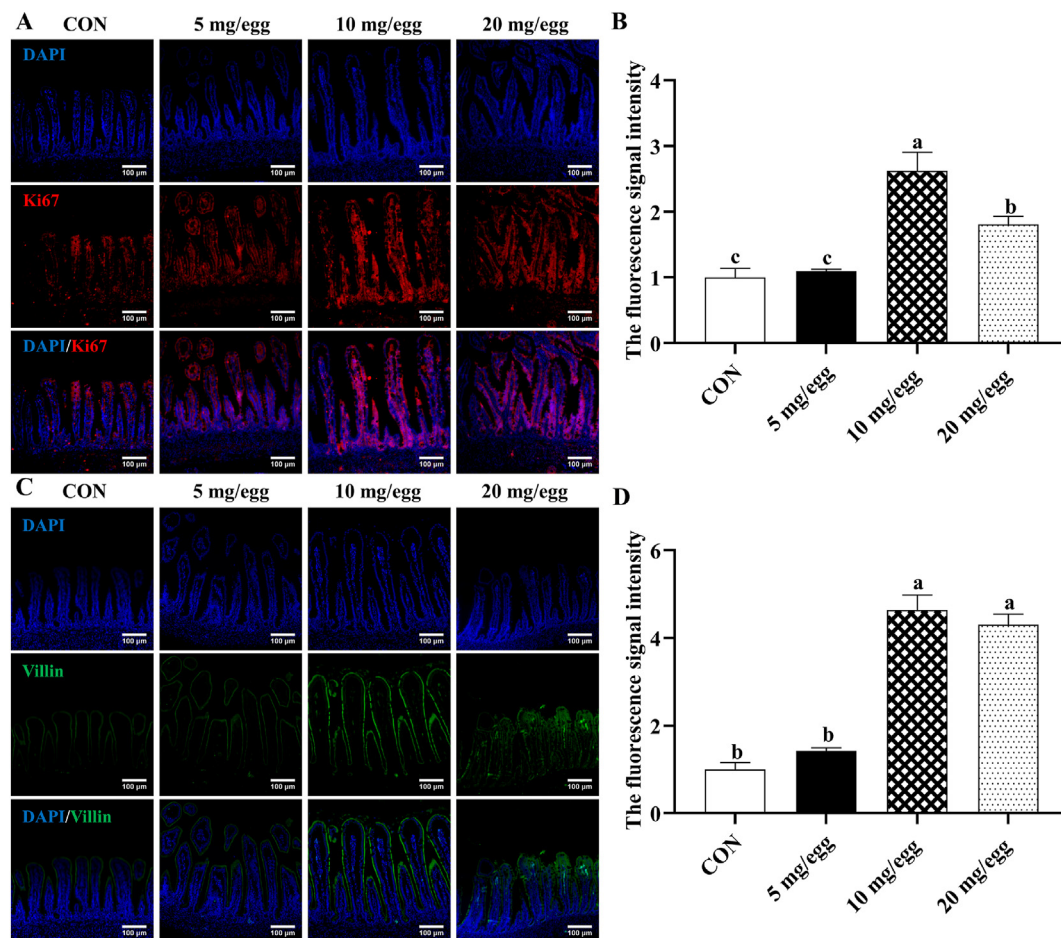 A CON 5 mg/egg 10 mg/egg 20 mg/egg
DAPI
100 μm 100 μm 100 μm 100 μm
Ki67
100 μm 100 μm 100 μm 100 μm
DAPI/Ki67
100 μm 100 μm 100 μm 100 μm
B
The fluorescence signal intensity
4
3
2
1
0
c c a b
CON 5 mg/egg 10 mg/egg 20 mg/egg
C CON 5 mg/egg 10 mg/egg 20 mg/egg
DAPI
100 μm 100 μm 100 μm 100 μm
Villin
100 μm 100 μm 100 μm 100 μm
DAPI/Villin
100 μm 100 μm 100 μm 100 μm
D
The fluorescence signal intensity
6
4
2
0
b b a a
CON 5 mg/egg 10 mg/egg 20 mg/egg